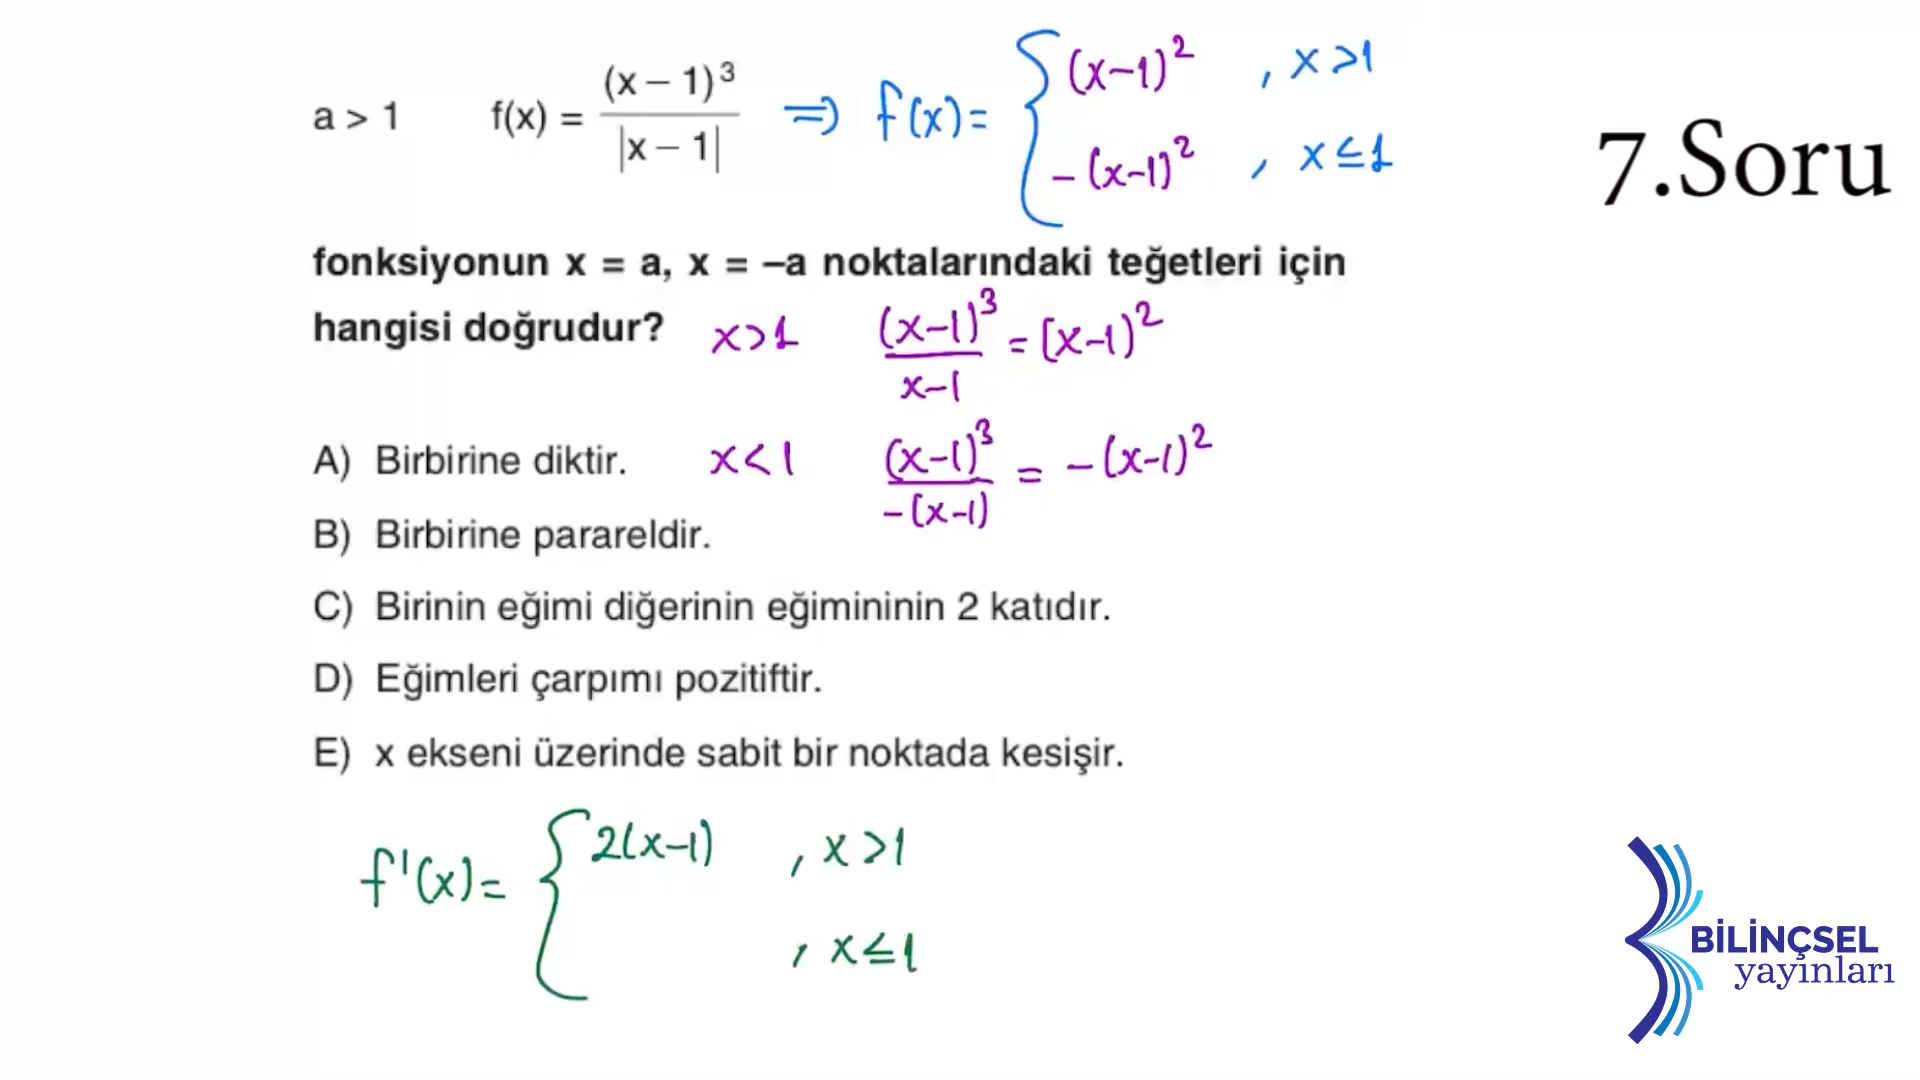 a > 1 f(x) = (x – 1)³ / |x – 1| ⇒ f(x) = { (x–1)² , x>1
–(x–1)² , x≤1
7.Soru
fonksiyonun x = a, x = –a noktalarındaki teğetleri için
hangisi doğrudur? x>1 (x–1)³ / x–1 = (x–1)²
A) Birbirine diktir. x<1 (x–1)³ / –(x–1) = –(x–1)²
B) Birbirine parareldir.
C) Birinin eğimi diğerinin eğimininin 2 katıdır.
D) Eğimleri çarpımı pozitiftir.
E) x ekseni üzerinde sabit bir noktada kesişir.
f'(x) = { 2(x–1) , x>1
, x≤1
BİLİNÇSEL
yayınları